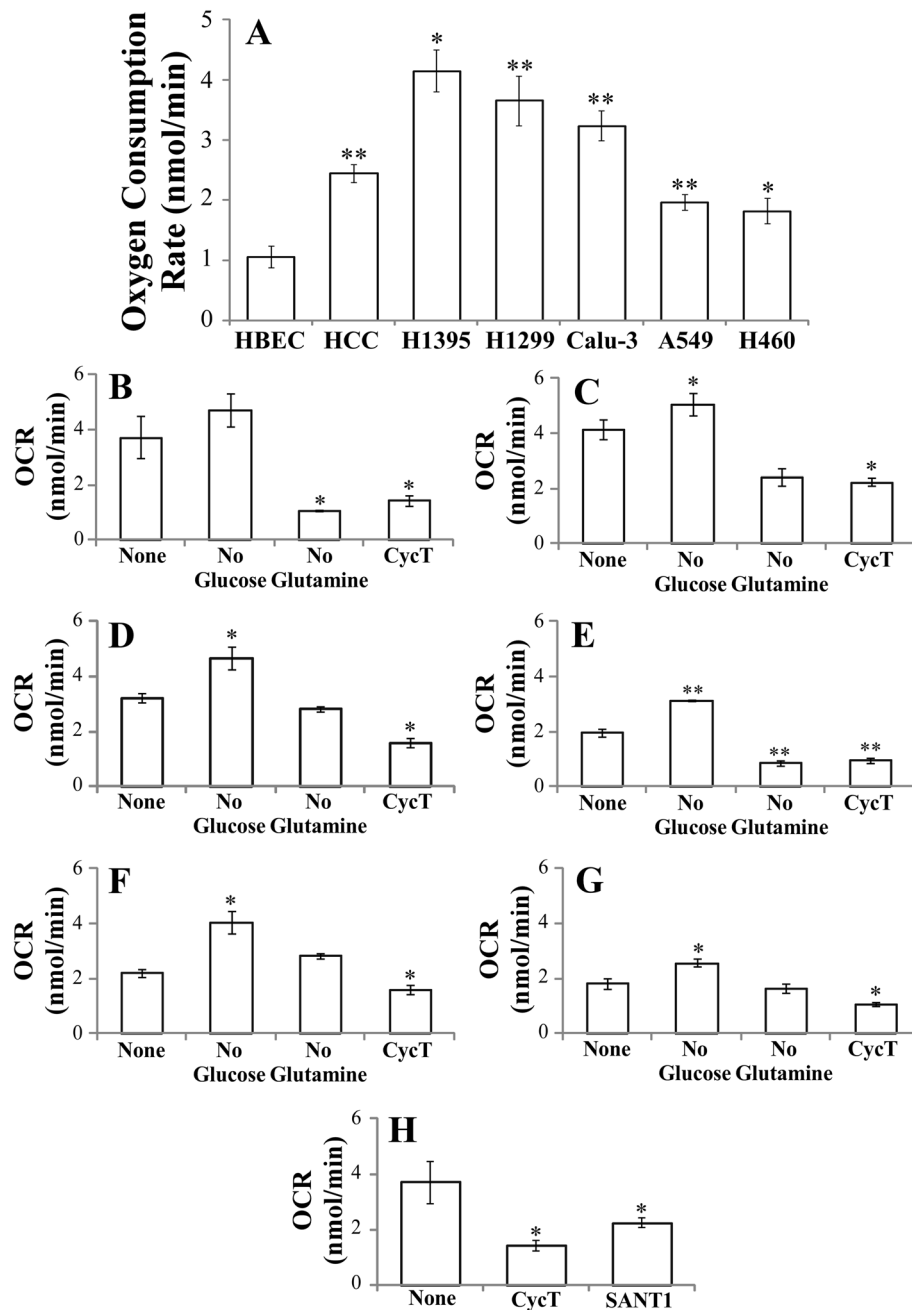 A
Oxygen Consumption
Rate (nmol/min)
5
4
3
2
1
0
*
**
**
**
**
*
HBEC HCC H1395 H1299 Calu-3 A549 H460
B
OCR
(nmol/min)
6
4
2
0
*
*
None No No CycT
Glucose Glutamine
C
OCR
(nmol/min)
6
4
2
0
*
*
None No No CycT
Glucose Glutamine
D
OCR
(nmol/min)
6
4
2
0
*
*
None No No CycT
Glucose Glutamine
E
OCR
(nmol/min)
6
4
2
0
**
**
**
None No No CycT
Glucose Glutamine
F
OCR
(nmol/min)
6
4
2
0
*
*
None No No CycT
Glucose Glutamine
G
OCR
(nmol/min)
6
4
2
0
*
*
None No No CycT
Glucose Glutamine
H
OCR
(nmol/min)
6
4
2
0
*
*
None CycT SANT1